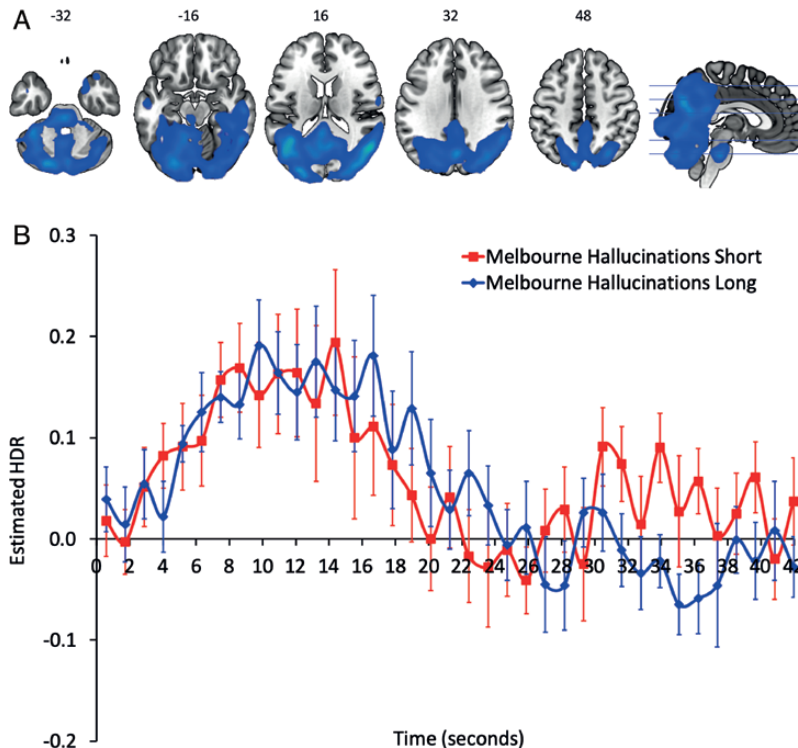 A
-32 -16 16 32 48
B
0.3
Melbourne Hallucinations Short
Melbourne Hallucinations Long
0.2
0.1
0.0
-0.1
-0.2
Estimated HDR
0 2 4 6 8 10 12 14 16 18 20 22 24 26 28 30 32 34 36 38 40 42
Time (seconds)